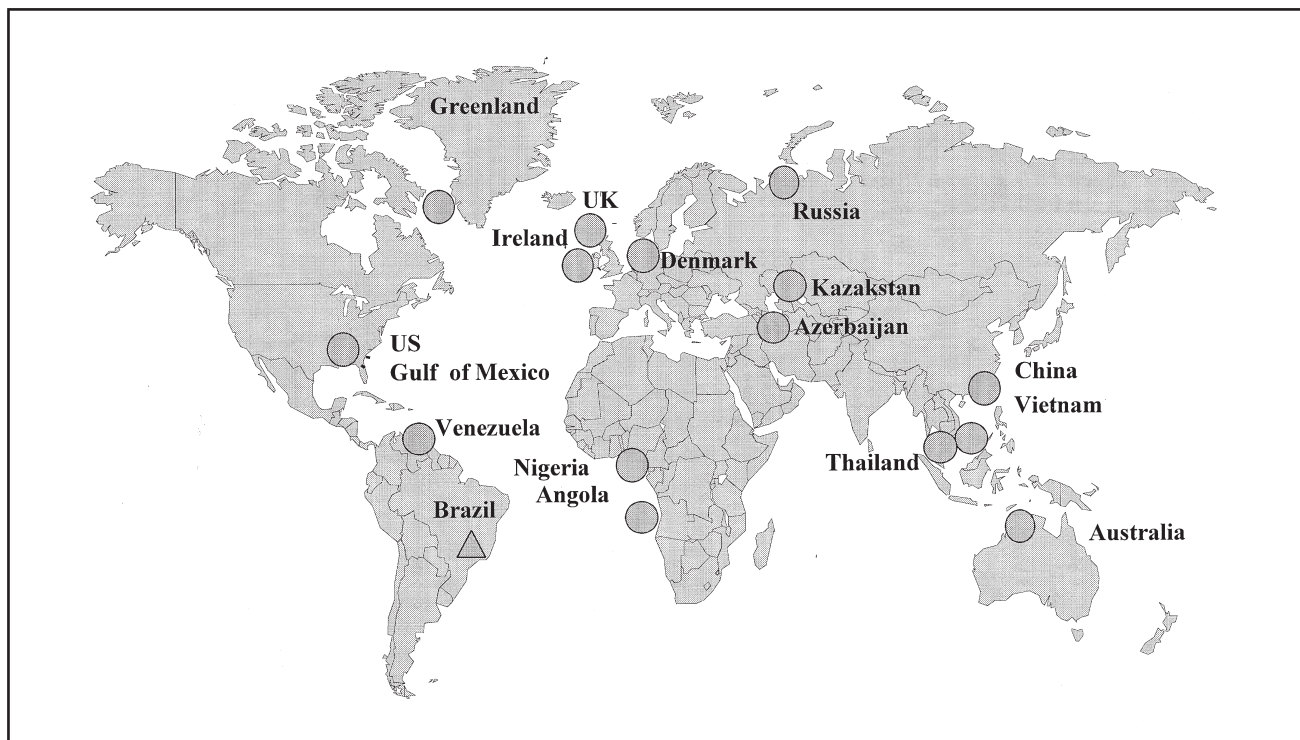 Greenland
UK
Russia
Ireland
Denmark
Kazakstan
Azerbaijan
US
Gulf of Mexico
China
Vietnam
Venezuela
Thailand
Nigeria
Angola
Brazil
Australia